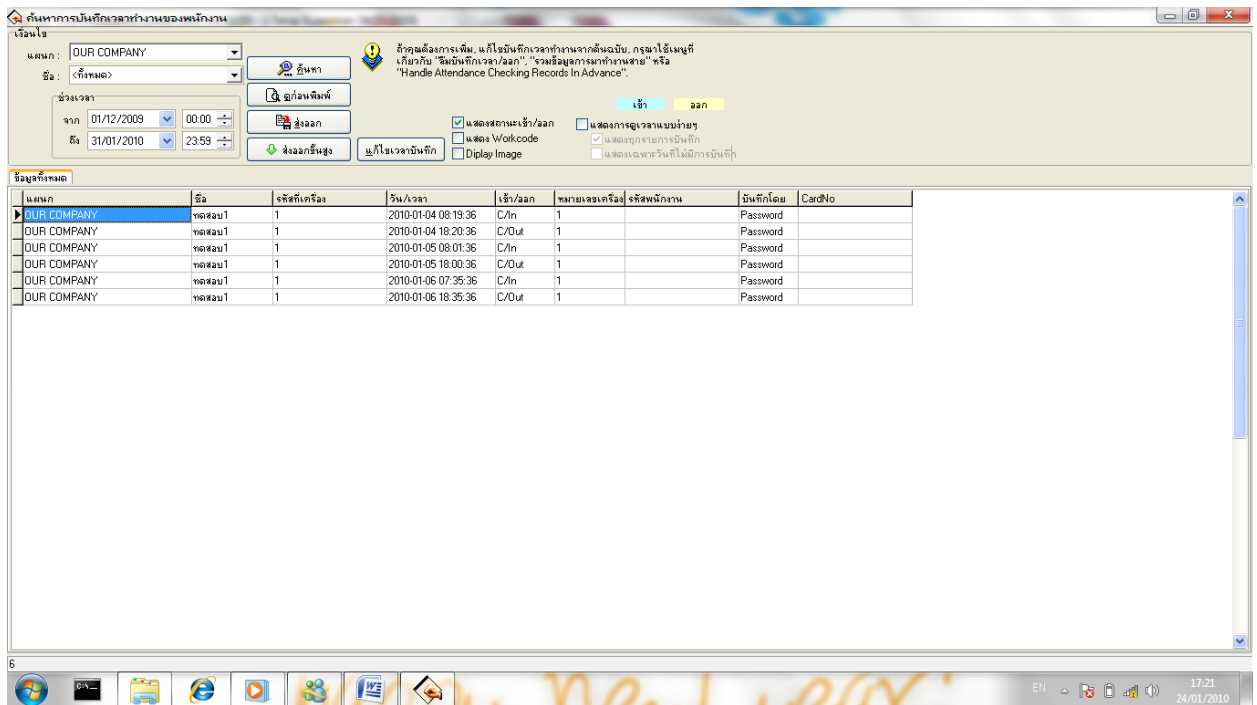 ค้นหาการบันทึกเวลาทำงานของพนักงาน
เงื่อนไข
แผนก : OUR COMPANY
ชื่อ : <ทั้งหมด>
ช่วงเวลา
จาก 01/12/2009 00:00
ถึง 31/01/2010 23:59
ค้นหา
ดูก่อนพิมพ์
ส่งออก
ส่งออกขั้นสูง
แก้ไขเวลาบันทึก
ถ้าคุณต้องการเพิ่ม, แก้ไขบันทึกเวลาทำงานจากต้นฉบับ, กรุณาใช้เมนูที่
เกี่ยวกับ "ลืมบันทึกเวลา/ออก", "รวมข้อมูลการมาทำงานสาย" หรือ
"Handle Attendance Checking Records In Advance".
เข้า ออก
แสดงสถานะเข้า/ออก
แสดง Workcode
Diplay Image
แสดงการดูเวลาแบบง่ายๆ
แสดงทุกรายการบันทึก
แสดงเฉพาะวันที่ไม่มีการบันทึก
ข้อมูลทั้งหมด
แผนก ชื่อ รหัสที่เครื่อง วัน/เวลา เข้า/ออก หมายเลขเครื่อง รหัสพนักงาน บันทึกโดย CardNo
OUR COMPANY ทดสอบ1 1 2010-01-04 08:19:36 C/In 1 Password
OUR COMPANY ทดสอบ1 1 2010-01-04 18:20:36 C/Out 1 Password
OUR COMPANY ทดสอบ1 1 2010-01-05 08:01:36 C/In 1 Password
OUR COMPANY ทดสอบ1 1 2010-01-05 18:00:36 C/Out 1 Password
OUR COMPANY ทดสอบ1 1 2010-01-06 07:35:36 C/In 1 Password
OUR COMPANY ทดสอบ1 1 2010-01-06 18:35:36 C/Out 1 Password
6
EN 17:21
24/01/2010